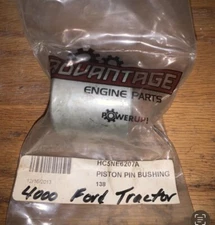 ADVANTAGE
ENGINE PARTS
POWERUP!
HC5NE6207A
PISTON PIN BUSHING
138
4000 Ford Tractor